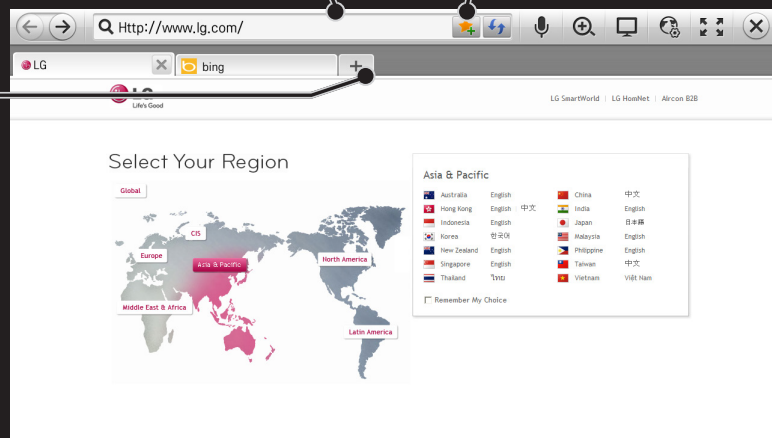 Http://www.lg.com/
LG
bing
LG
Life's Good
LG SmartWorld | LG HomNet | Aircon B2B
Select Your Region
Global
CIS
Europe
Asia & Pacific
North America
Middle East & Africa
Latin America
Asia & Pacific
Australia English
China 中文
Hong Kong English 中文
India English
Indonesia English
Japan 日本語
Korea 한국어
Malaysia English
New Zealand English
Philippine English
Singapore English
Taiwan 中文
Thailand ไทย
Vietnam Việt Nam
Remember My Choice